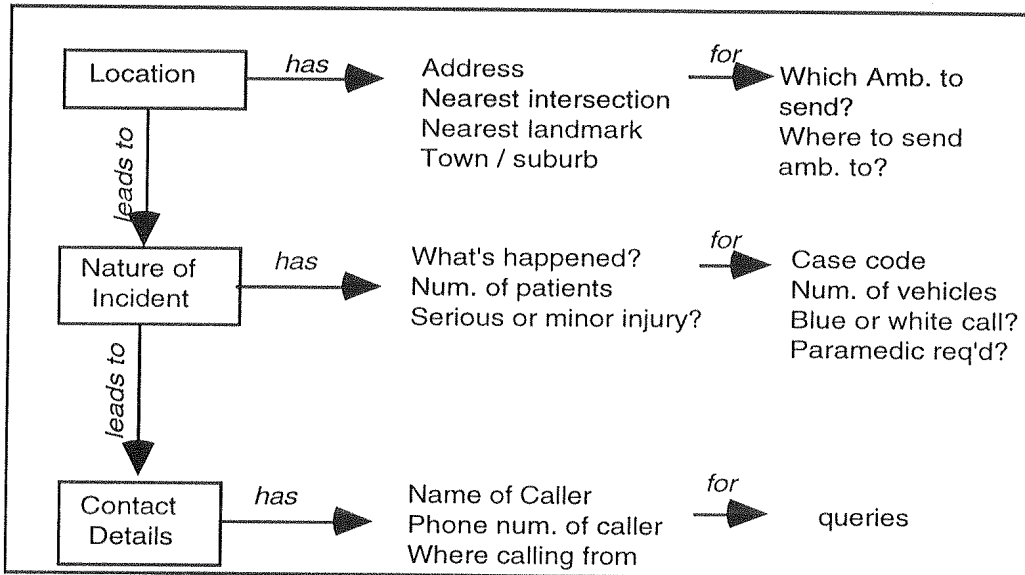 Location
has
Address
Nearest intersection
Nearest landmark
Town / suburb
for
Which Amb. to
send?
Where to send
amb. to?
leads to
Nature of
Incident
has
What's happened?
Num. of patients
Serious or minor injury?
for
Case code
Num. of vehicles
Blue or white call?
Paramedic req'd?
leads to
Contact
Details
has
Name of Caller
Phone num. of caller
Where calling from
for
queries